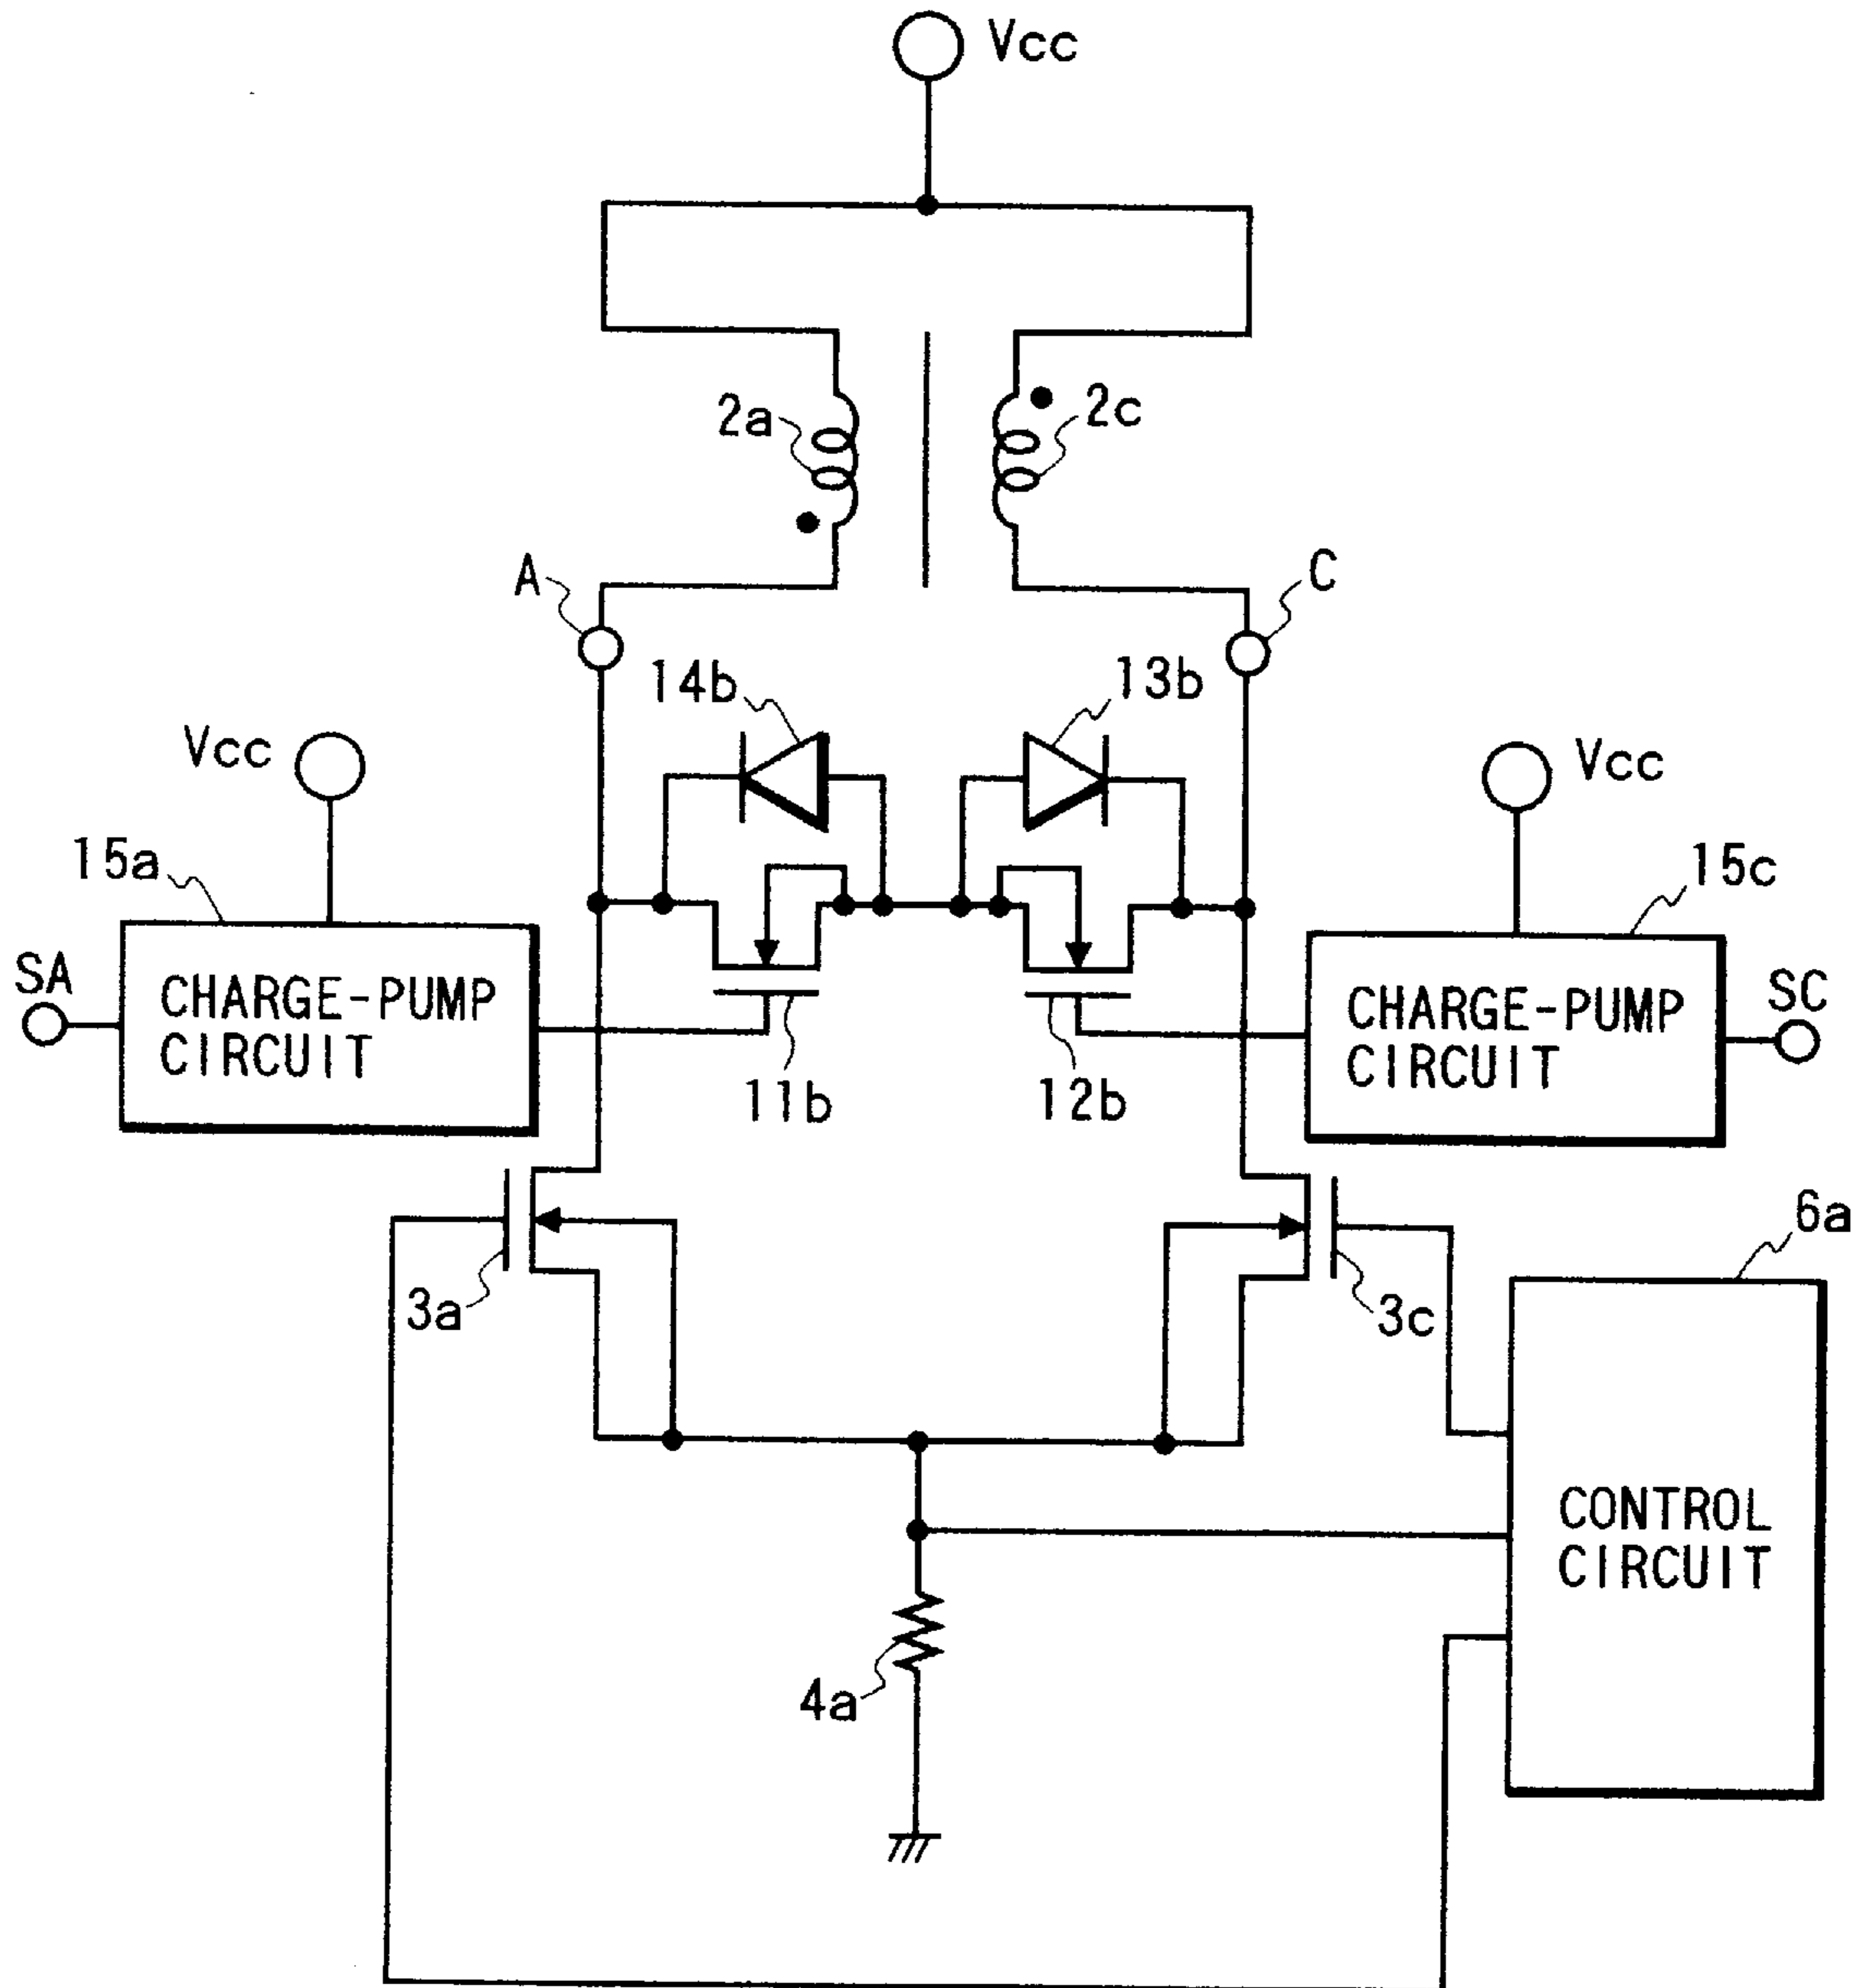 Vcc
2a
2c
A
C
14b
13b
Vcc
Vcc
15a
15c
SA
CHARGE-PUMP
CIRCUIT
CHARGE-PUMP
CIRCUIT
SC
11b
12b
6a
3a
3c
CONTROL
CIRCUIT
4a